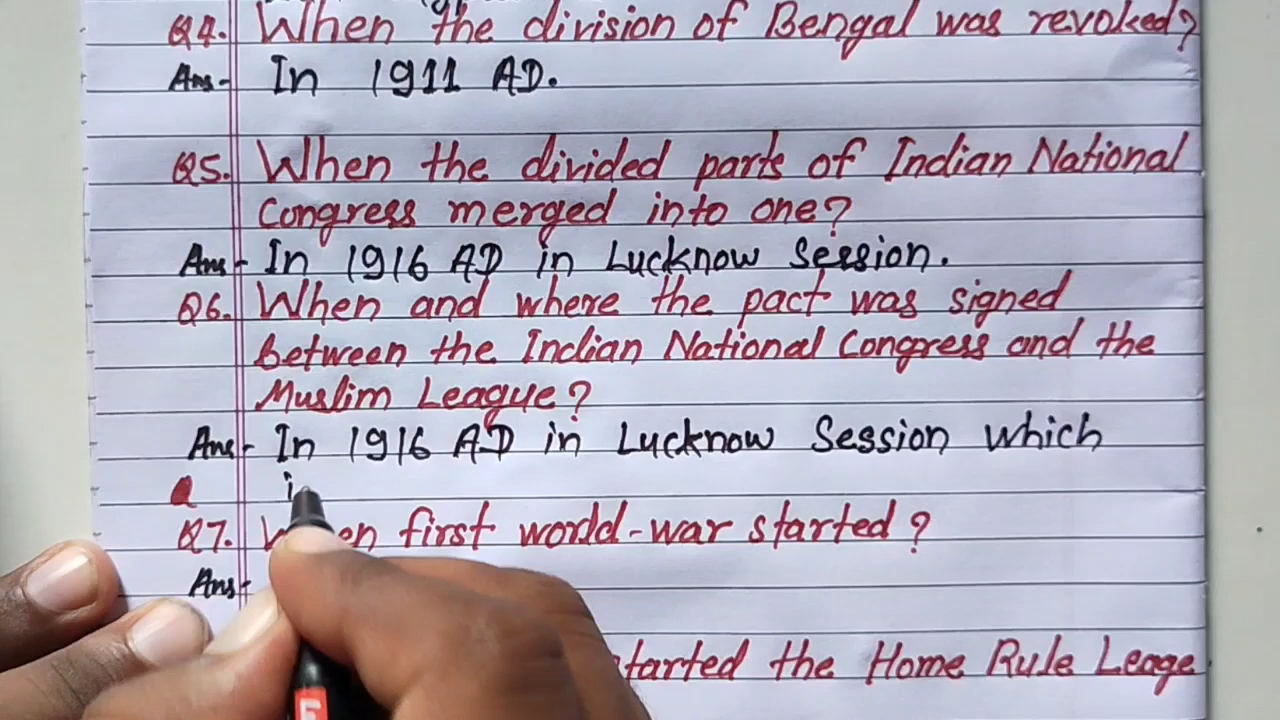 Q4. When the division of Bengal was revoked?
Ans- In 1911 AD.
Q5. When the divided parts of Indian National
Congress merged into one?
Ans- In 1916 AD in Lucknow Session.
Q6. When and where the pact was signed
between the Indian National Congress and the
Muslim League?
Ans- In 1916 AD in Lucknow Session which
i
Q7. When first world-war started?
Ans-
started the Home Rule Leage